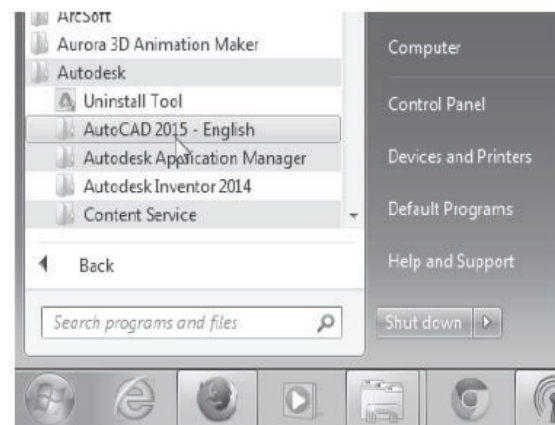 ArcSoft
Aurora 3D Animation Maker
Autodesk
Uninstall Tool
AutoCAD 2015 - English
Autodesk Application Manager
Autodesk Inventor 2014
Content Service
Back
Search programs and files
Computer
Control Panel
Devices and Printers
Default Programs
Help and Support
Shut down